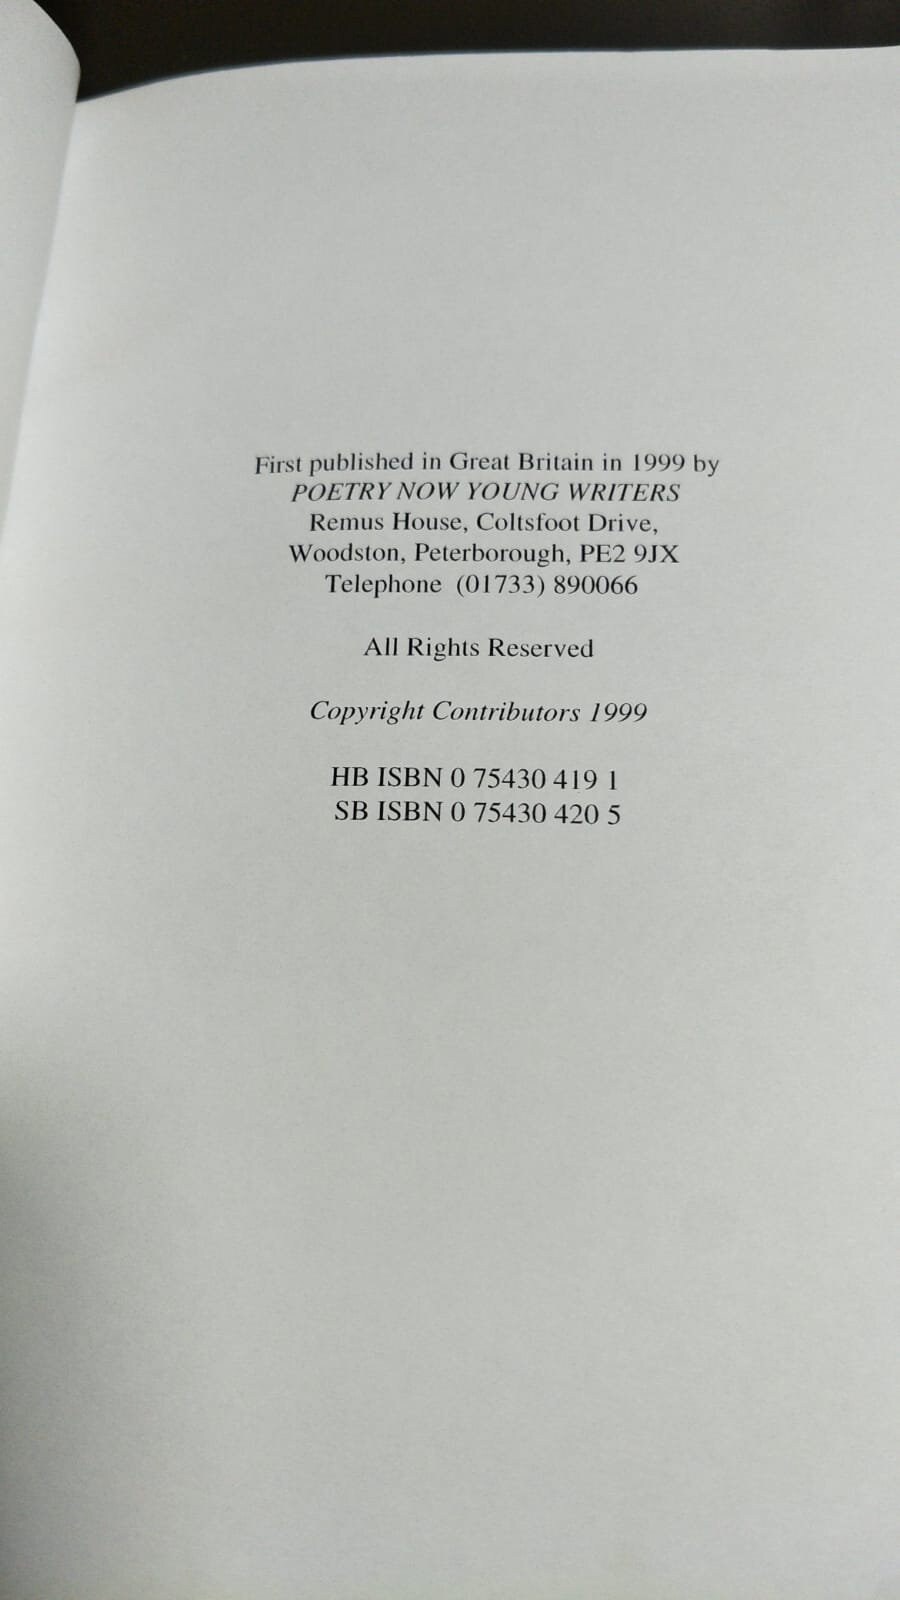 First published in Great Britain in 1999 by
POETRY NOW YOUNG WRITERS
Remus House, Coltsfoot Drive,
Woodston, Peterborough, PE2 9JX
Telephone (01733) 890066
All Rights Reserved
Copyright Contributors 1999
HB ISBN 0 75430 419 1
SB ISBN 0 75430 420 5